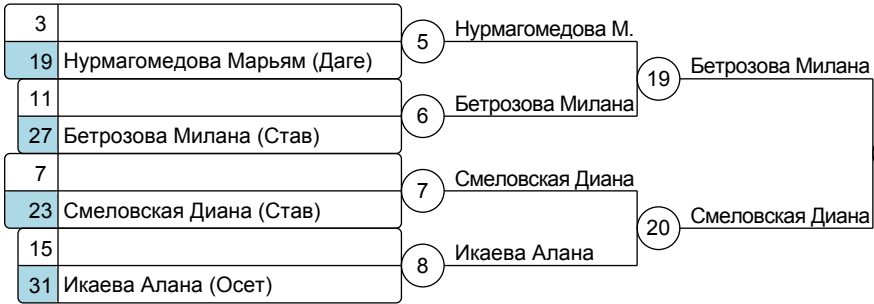 3
19 Нурмагомедова Марьям (Даге)
11
27 Бетрозова Милана (Став)
7
23 Смеловская Диана (Став)
15
31 Икаева Алана (Осет)
5 Нурмагомедова М.
6 Бетрозова Милана
7 Смеловская Диана
8 Икаева Алана
19 Бетрозова Милана
20 Смеловская Диана